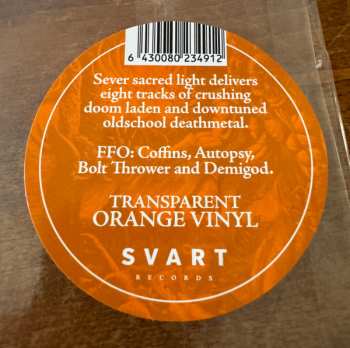 6 430080 234912
Sever sacred light delivers
eight tracks of crushing
doom laden and downtuned
oldschool deathmetal.
FFO: Coffins, Autopsy,
Bolt Thrower and Demigod.
TRANSPARENT
ORANGE VINYL
SVART
RECORDS